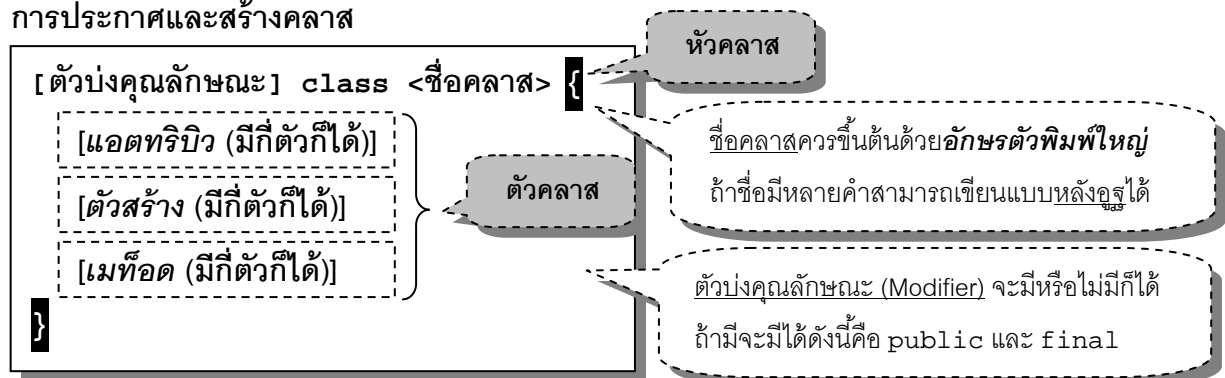 การประกาศและสร้างคลาส
หัวคลาส
[ตัวบ่งคุณลักษณะ] class <ชื่อคลาส> {
[แอตทริบิว (มีกี่ตัวก็ได้)]
[ตัวสร้าง (มีกี่ตัวก็ได้)]
[เมท็อด (มีกี่ตัวก็ได้)]
}
ตัวคลาส
ชื่อคลาสควรขึ้นต้นด้วยอักษรตัวพิมพ์ใหญ่
ถ้าชื่อมีหลายคำสามารถเขียนแบบหลังอูฐได้
ตัวบ่งคุณลักษณะ (Modifier) จะมีหรือไม่มีก็ได้
ถ้ามีจะมีได้ดังนี้คือ public และ final